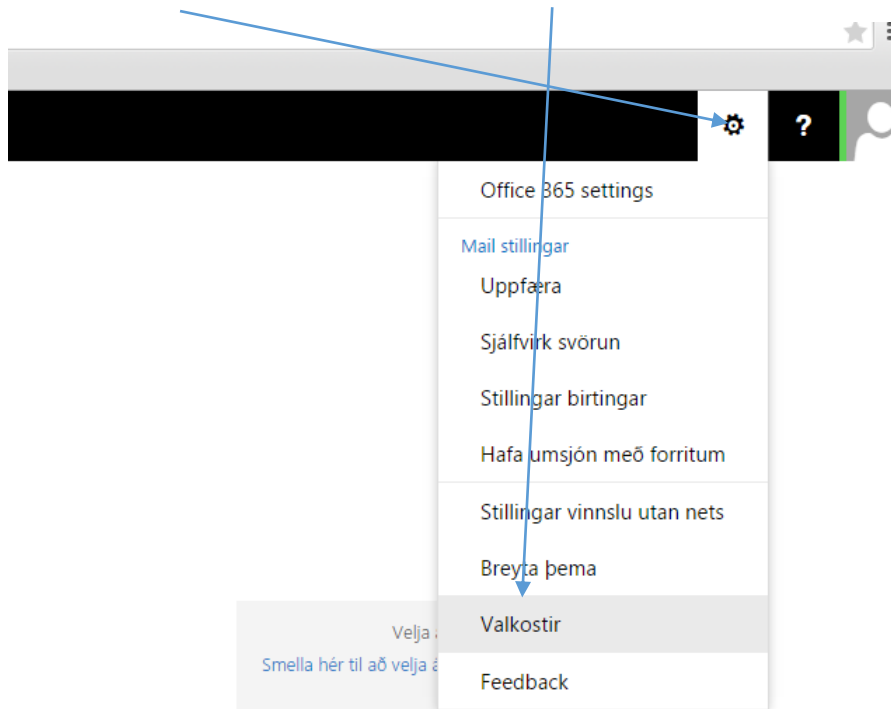 ?
Office 365 settings
Mail stillingar
Uppfæra
Sjálfvirk svörun
Stillingar birtingar
Hafa umsjón með forritum
Stillingar vinnslu utan nets
Breyta þema
Valkostir
Feedback
Velja
Smella hér til að velja á